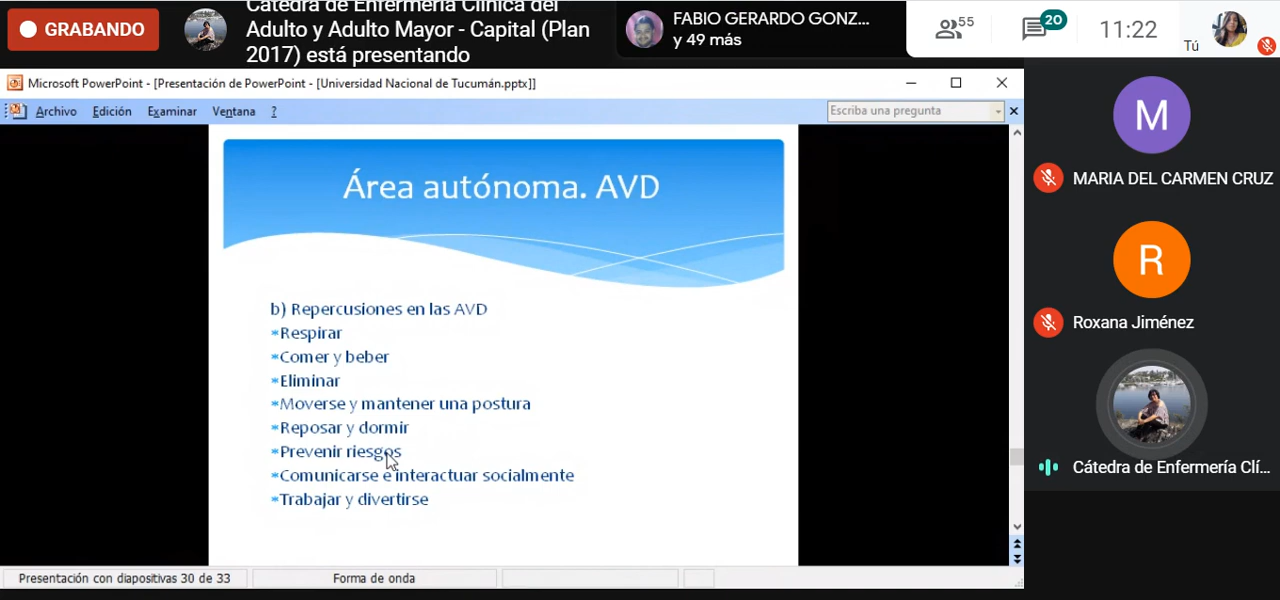 GRABANDO
Cátedra de Enfermería Clínica del
Adulto y Adulto Mayor - Capital (Plan
2017) está presentando
FABIO GERARDO GONZ...
y 49 más
55
20
11:22
Tú
Microsoft PowerPoint - [Presentación de PowerPoint - [Universidad Nacional de Tucumán.pptx]]
Archivo Edición Examinar Ventana ?
Escriba una pregunta
Área autónoma. AVD
b) Repercusiones en las AVD
*Respirar
*Comer y beber
*Eliminar
*Moverse y mantener una postura
*Reposar y dormir
*Prevenir riesgos
*Comunicarse e interactuar socialmente
*Trabajar y divertirse
Presentación con diapositivas 30 de 33
Forma de onda
M
MARIA DEL CARMEN CRUZ
R
Roxana Jiménez
Cátedra de Enfermería Clí...